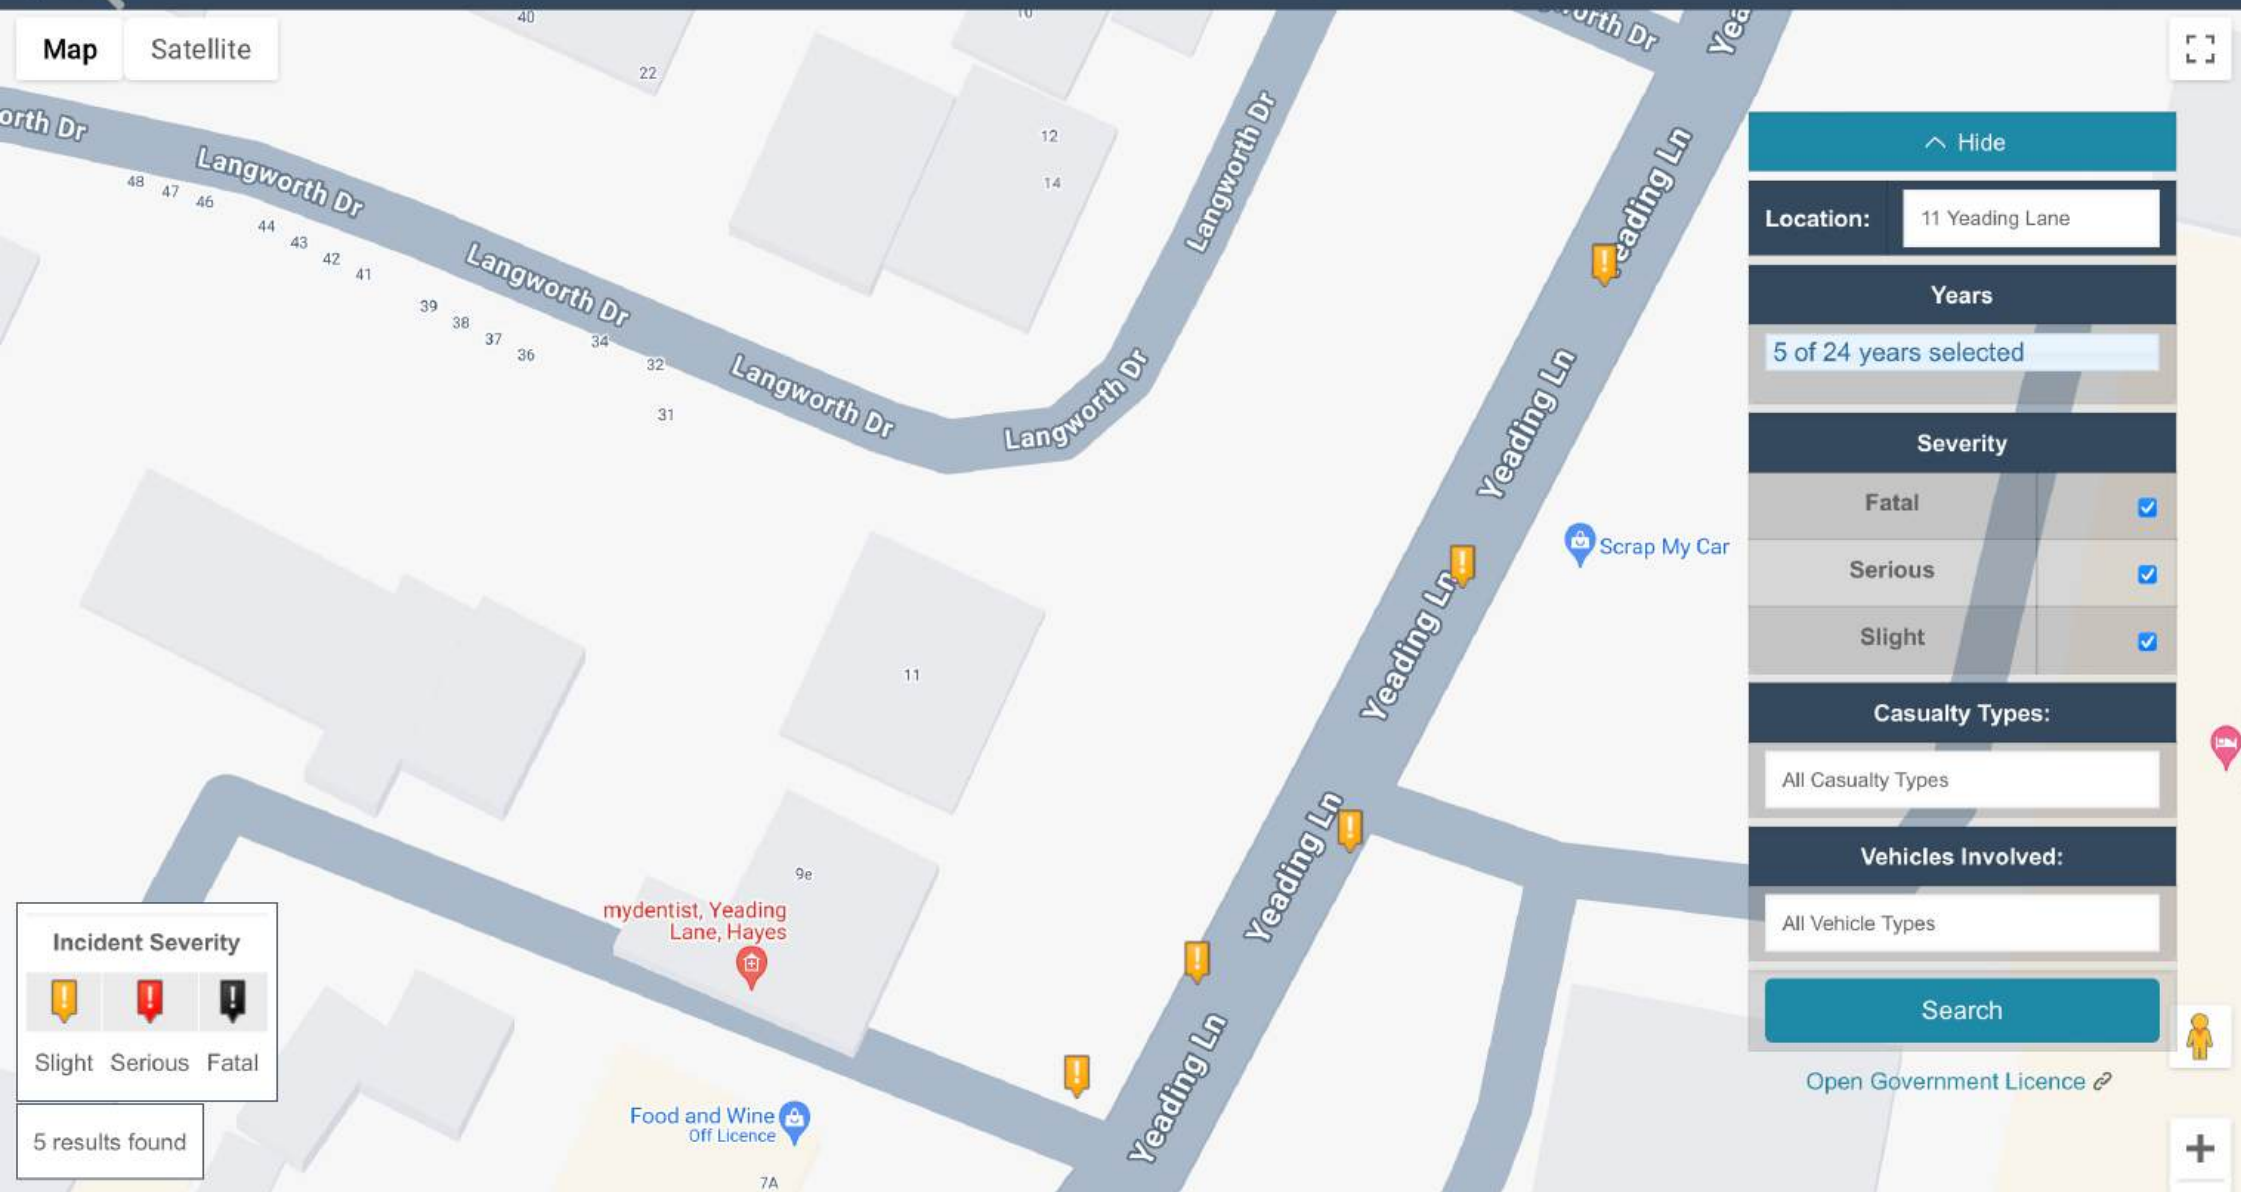 Map
Satellite
40
10
22
12
14
orth Dr
Langworth Dr
48
47
46
44
43
42
41
39
38
37
36
34
32
31
Langworth Dr
Langworth Dr
Langworth Dr
Langworth Dr
orth Dr
Yea
eading Ln
Yeading Ln
Yeading Ln
Yeading Ln
Yeading Ln
Scrap My Car
11
9e
mydentist, Yeading
Lane, Hayes
Food and Wine
Off Licence
7A
Incident Severity
Slight Serious Fatal
5 results found
Hide
Location: 11 Yeading Lane
Years
5 of 24 years selected
Severity
Fatal
Serious
Slight
Casualty Types:
All Casualty Types
Vehicles Involved:
All Vehicle Types
Search
Open Government Licence